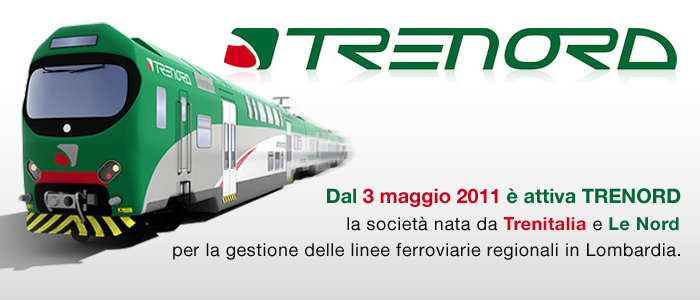 TRENORD
TRENORD
Dal 3 maggio 2011 è attiva TRENORD
la società nata da Trenitalia e Le Nord
per la gestione delle linee ferroviarie regionali in Lombardia.